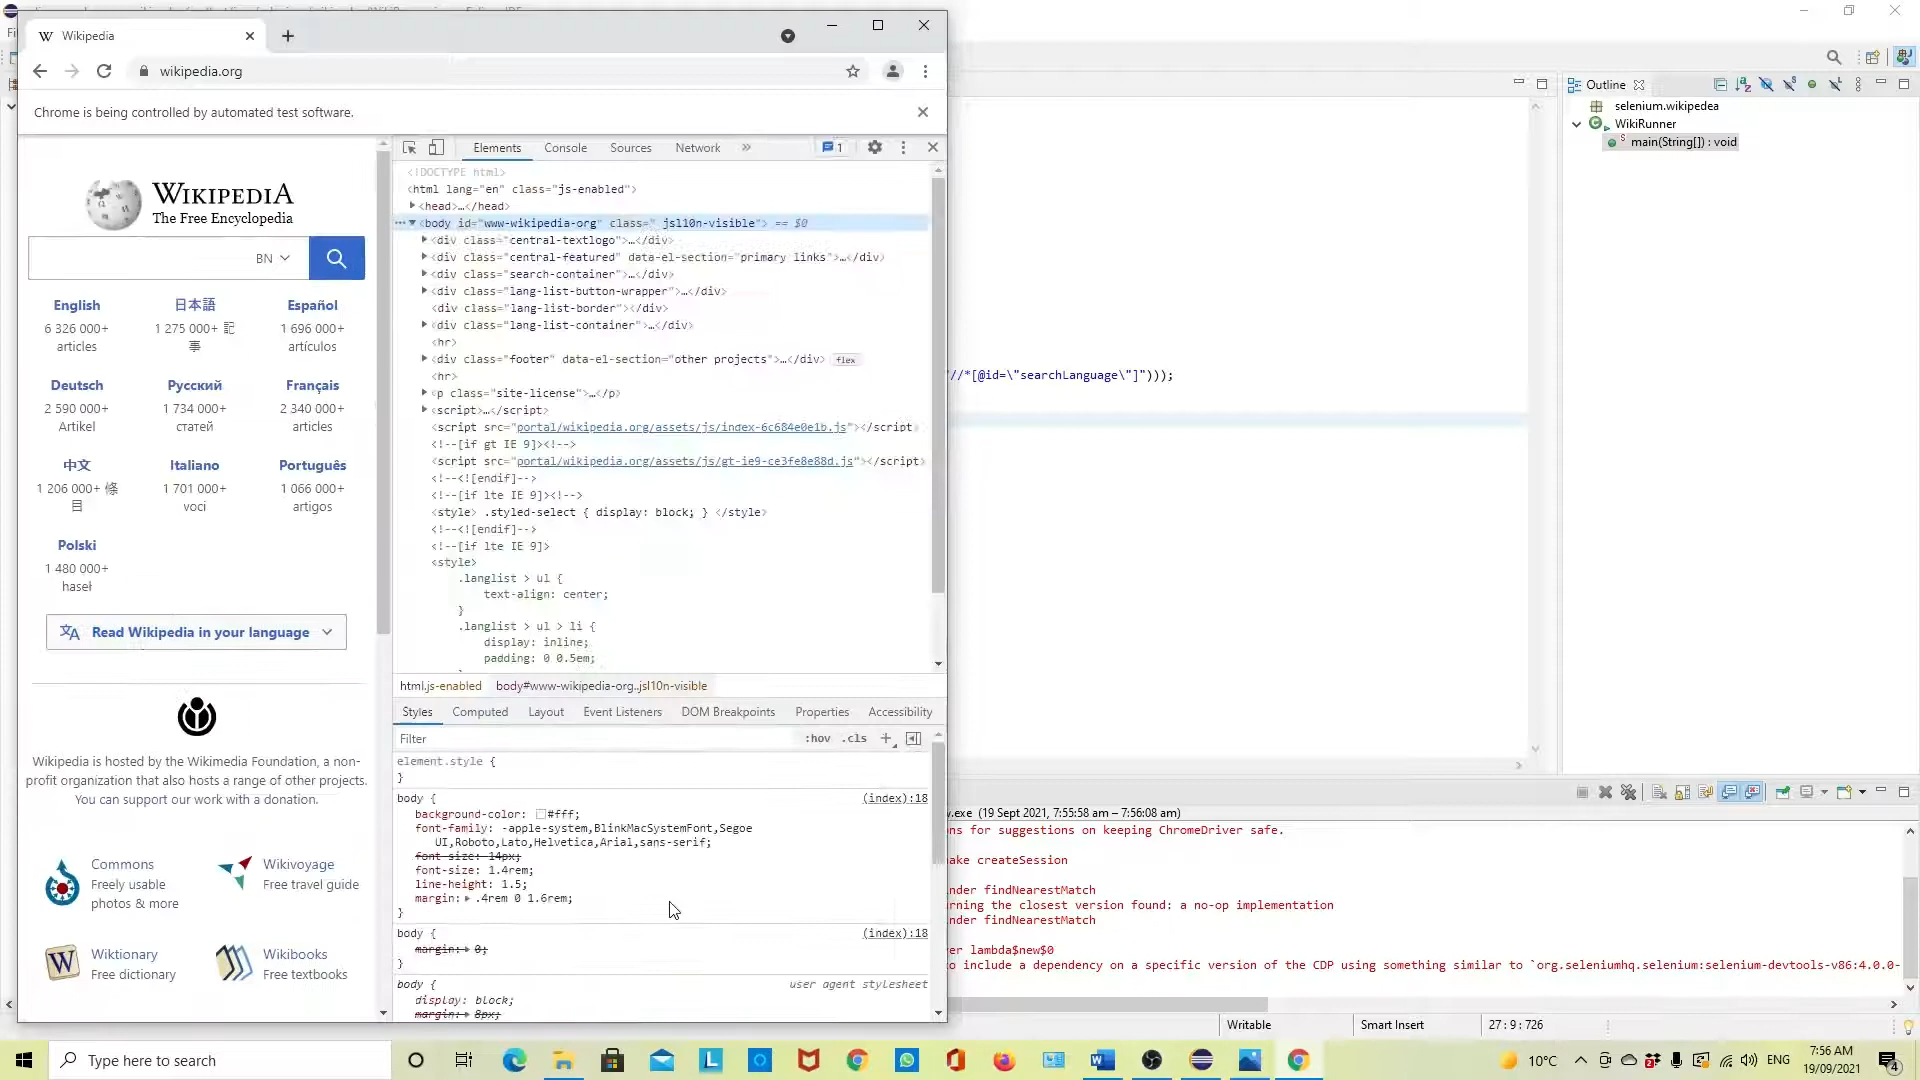 Wikipedia
wikipedia.org
Chrome is being controlled by automated test software.
WIKIPEDIA
The Free Encyclopedia
BN
English
6 326 000+
articles
日本語
1 275 000+ 記
事
Español
1 696 000+
artículos
Deutsch
2 590 000+
Artikel
Русский
1 734 000+
статей
Français
2 340 000+
articles
中文
1 206 000+ 條
目
Italiano
1 701 000+
voci
Português
1 066 000+
artigos
Polski
1 480 000+
haseł
Read Wikipedia in your language
Wikipedia is hosted by the Wikimedia Foundation, a non-
profit organization that also hosts a range of other projects.
You can support our work with a donation.
Commons
Freely usable
photos & more
Wikivoyage
Free travel guide
Wiktionary
Free dictionary
Wikibooks
Free textbooks
Elements Console Sources Network » 1
<!DOCTYPE html>
<html lang="en" class="js-enabled">
<head>…</head>
<body id="www-wikipedia-org" class=" jsl10n-visible"> == $0
<div class="central-textlogo">…</div>
<div class="central-featured" data-el-section="primary links">…</div>
<div class="search-container">…</div>
<div class="lang-list-button-wrapper">…</div>
<div class="lang-list-border"></div>
<div class="lang-list-container">…</div>
<hr>
<div class="footer" data-el-section="other projects">…</div> flex
<hr>
<p class="site-license">…</p>
<script>…</script>
<script src="portal/wikipedia.org/assets/js/index-6c684e0e1b.js"></script>
<!--[if gt IE 9]><!-->
<script src="portal/wikipedia.org/assets/js/gt-ie9-ce3fe8e88d.js"></script>
<!--<![endif]-->
<!--[if lte IE 9]><!-->
<style> .styled-select { display: block; } </style>
<!--<![endif]-->
<!--[if lte IE 9]>
<style>
.langlist > ul {
text-align: center;
}
.langlist > ul > li {
display: inline;
padding: 0 0.5em;
html.js-enabled body#www-wikipedia-org.jsl10n-visible
Styles Computed Layout Event Listeners DOM Breakpoints Properties Accessibility
Filter :hov .cls +
element.style {
}
body { (index):18
background-color: #fff;
font-family: -apple-system,BlinkMacSystemFont,Segoe
UI,Roboto,Lato,Helvetica,Arial,sans-serif;
font-size: 14px;
font-size: 1.4rem;
line-height: 1.5;
margin: .4rem 0 1.6rem;
}
body { (index):18
margin: 0;
}
body { user agent stylesheet
display: block;
margin: 8px;
"//*[@id=\"searchLanguage\"]")));
Outline
selenium.wikipedea
WikiRunner
main(String[]) : void
.exe (19 Sept 2021, 7:55:58 am – 7:56:08 am)
ons for suggestions on keeping ChromeDriver safe.
ake createSession
nder findNearestMatch
rning the closest version found: a no-op implementation
nder findNearestMatch
er lambda$new$0
o include a dependency on a specific version of the CDP using something similar to `org.seleniumhq.selenium:selenium-devtools-v86:4.0.0-
Writable Smart Insert 27 : 9 : 726
Type here to search
10°C ENG
7:56 AM
19/09/2021
4